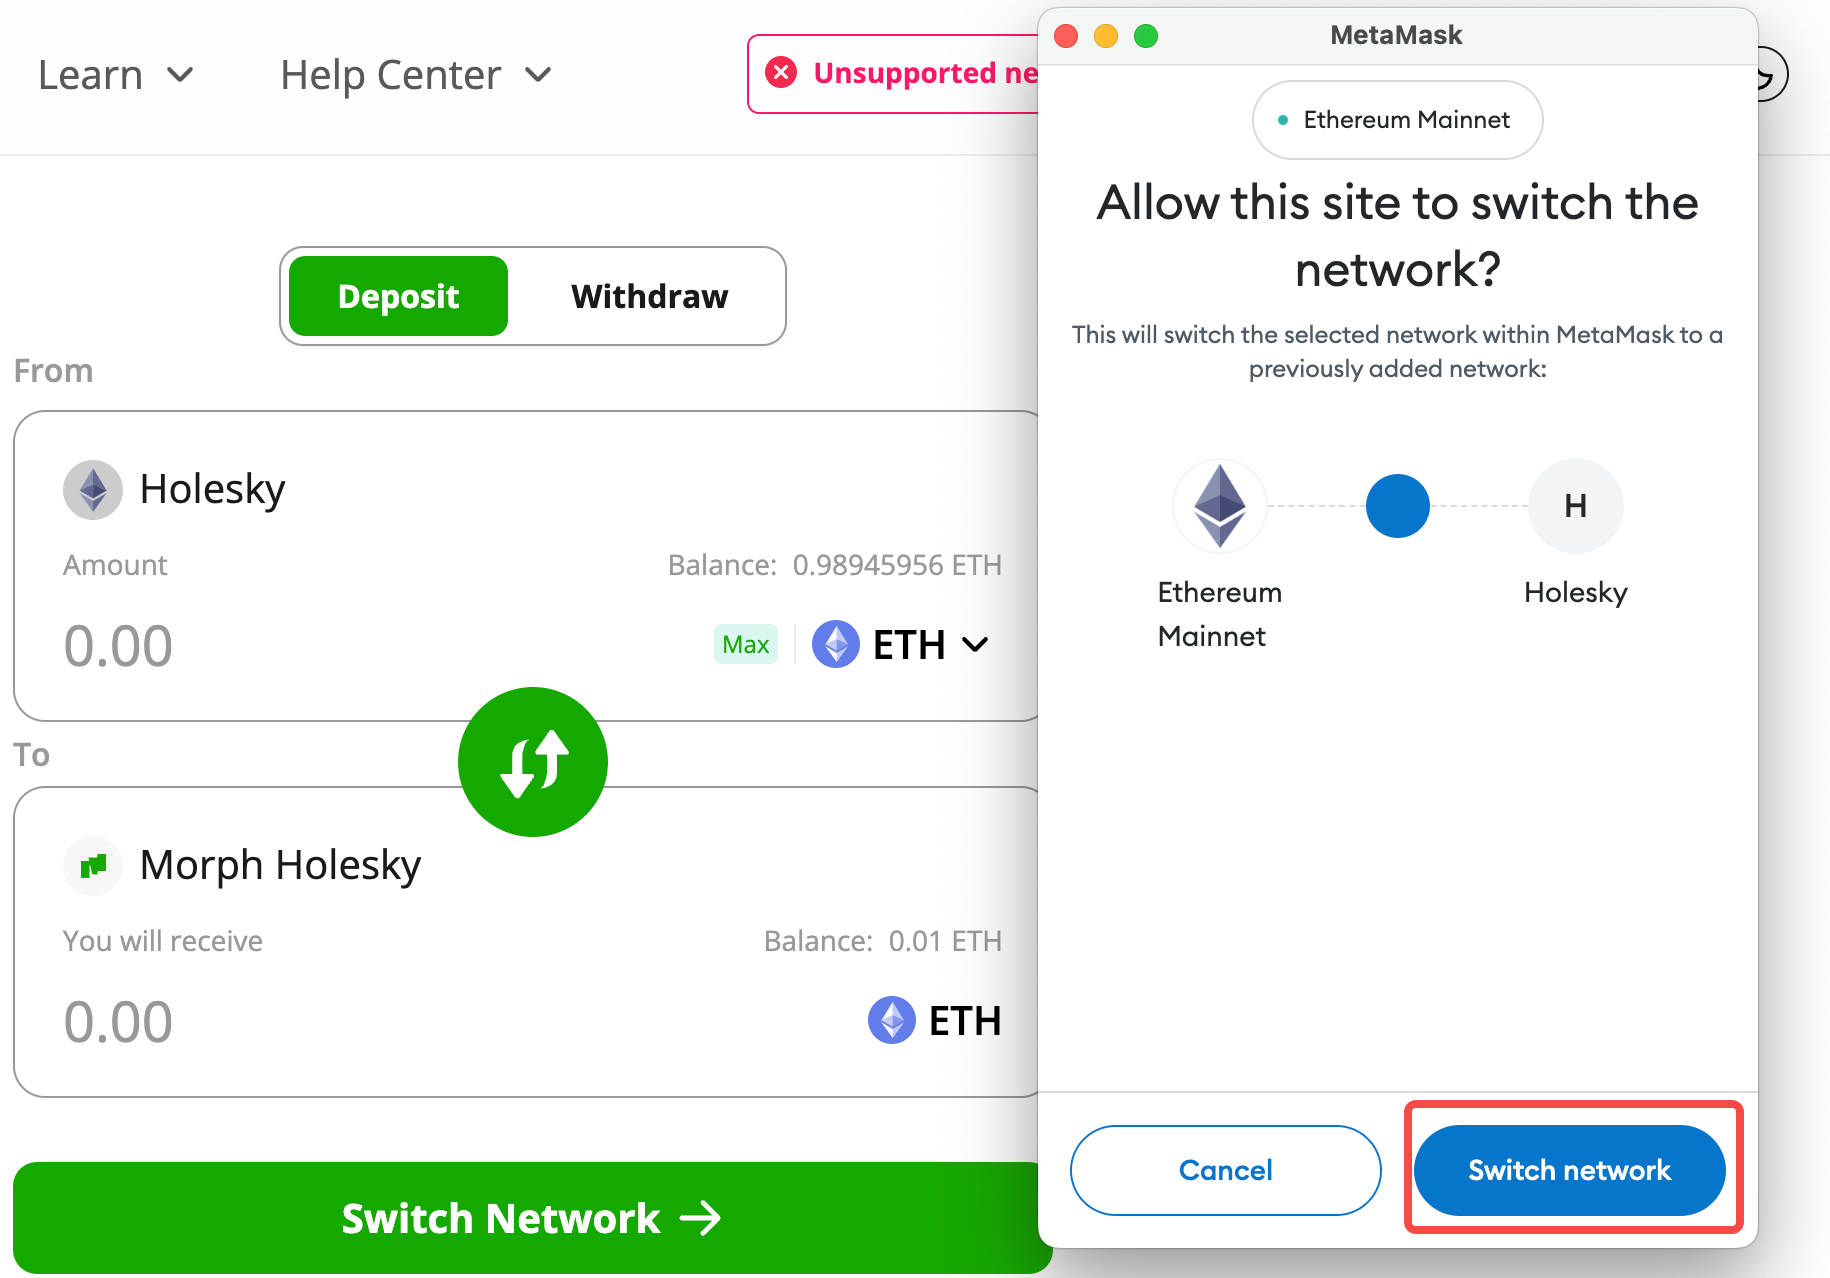 Learn
Help Center
Unsupported ne
Deposit
Withdraw
From
Holesky
Amount
Balance: 0.98945956 ETH
0.00
Max
ETH
To
Morph Holesky
You will receive
Balance: 0.01 ETH
0.00
ETH
Switch Network
MetaMask
Ethereum Mainnet
Allow this site to switch the
network?
This will switch the selected network within MetaMask to a
previously added network:
H
Ethereum
Mainnet
Holesky
Cancel
Switch network